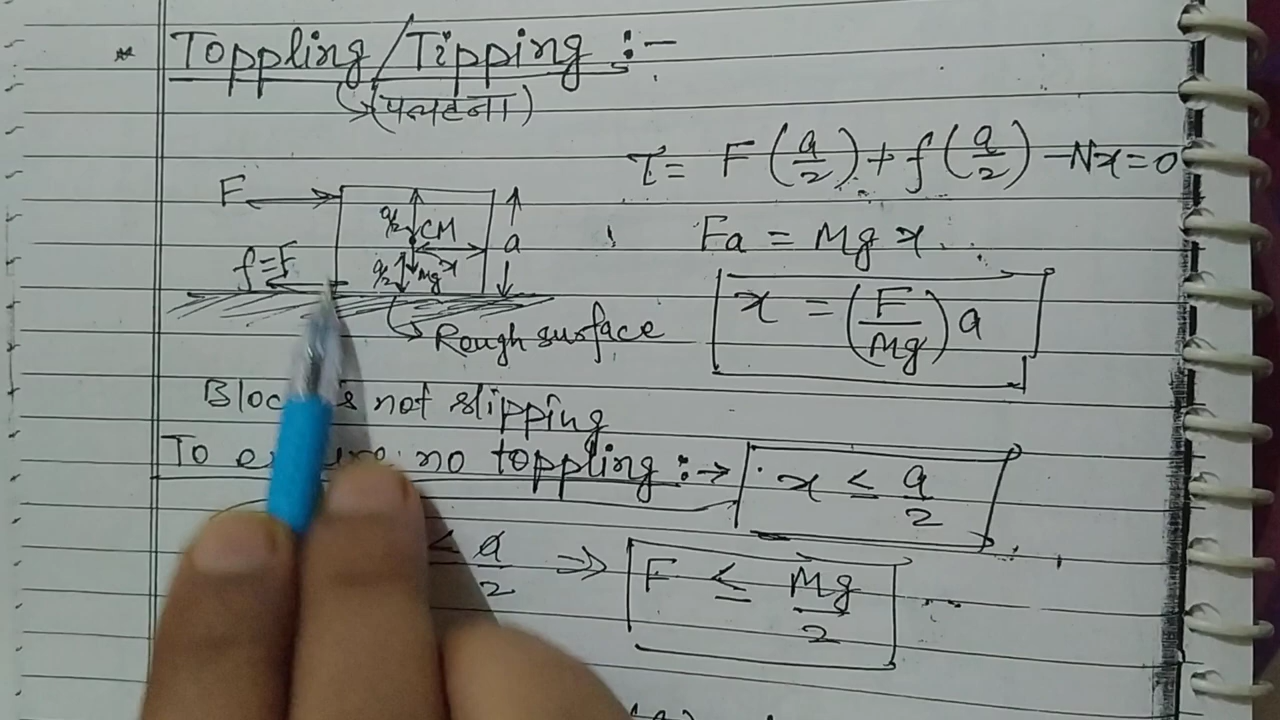 * Toppling/Tipping :-
(पलटना)
τ = F(a/2) + f(a/2) - Nx = 0
F
a/2 CM
a
Fa = Mg x
f=F
a/2 Mg x
x = (F/Mg) a
Rough surface
not slipping
To no toppling :→ x ≤ a/2
≤ a/2 ⇒ F ≤ Mg/2